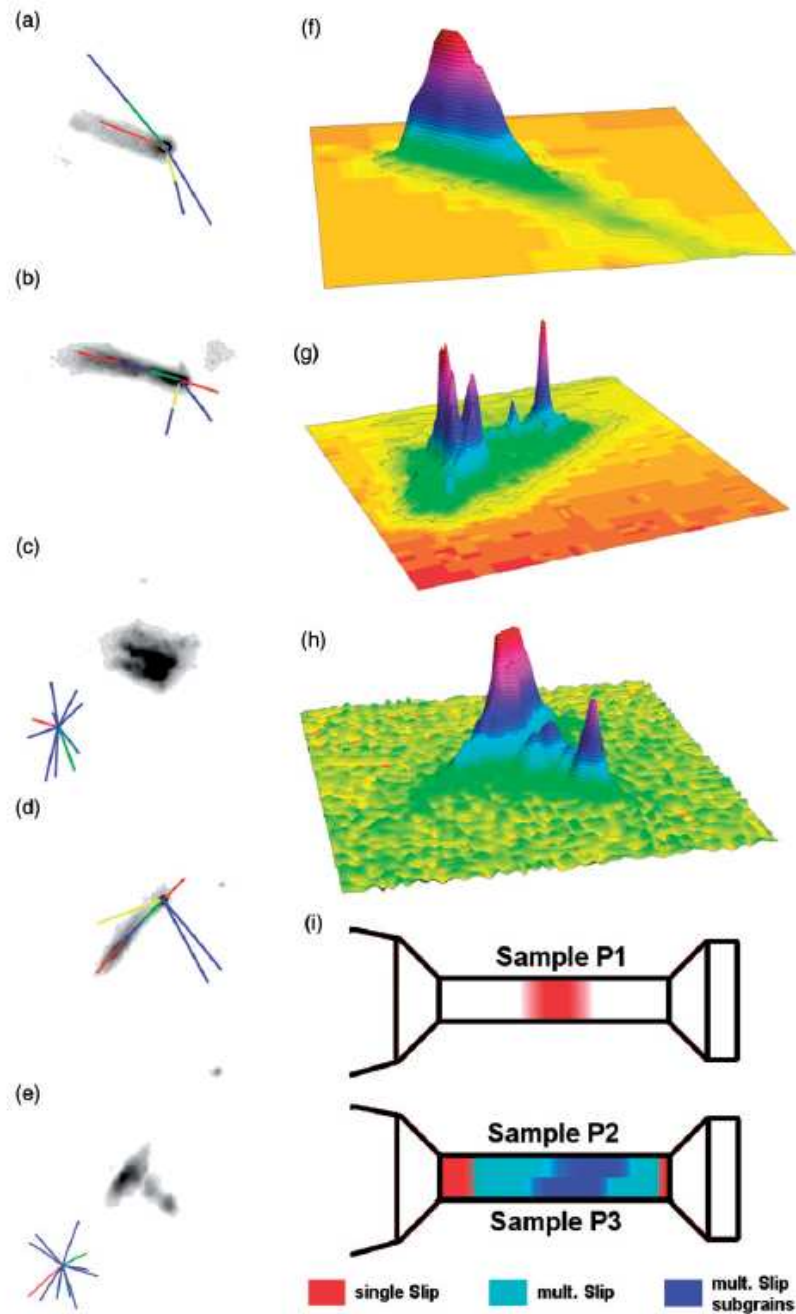 (a)
(b)
(c)
(d)
(e)
(f)
(g)
(h)
(i)
Sample P1
Sample P2
Sample P3
single Slip
mult. Slip
mult. Slip
subgrains